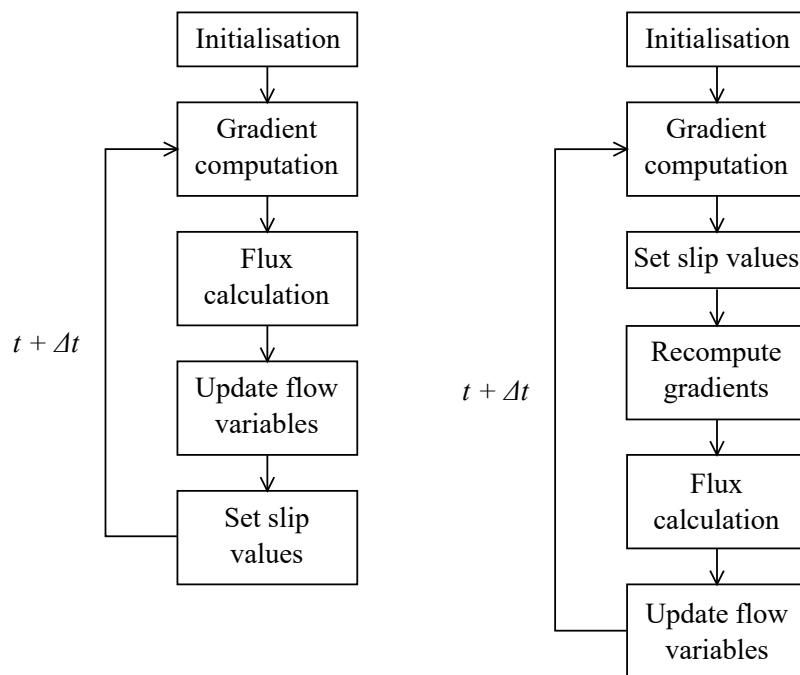 Initialisation
Gradient
computation
Flux
calculation
t + Δt
Update flow
variables
Set slip
values
Initialisation
Gradient
computation
Set slip values
Recompute
gradients
t + Δt
Flux
calculation
Update flow
variables